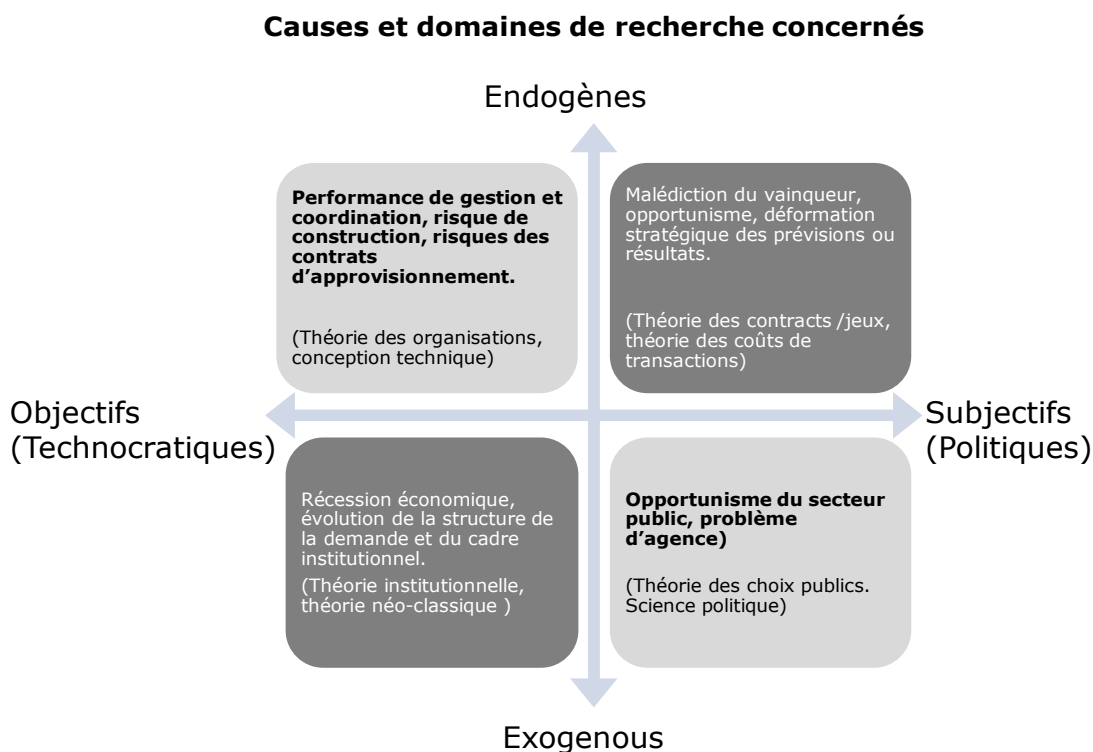 Causes et domaines de recherche concernés
Endogènes
Performance de gestion et
coordination, risque de
construction, risques des
contrats
d’approvisionnement.
(Théorie des organisations,
conception technique)
Malédiction du vainqueur,
opportunisme, déformation
stratégique des prévisions ou
résultats.
(Théorie des contracts /jeux,
théorie des coûts de
transactions)
Objectifs
(Technocratiques)
Subjectifs
(Politiques)
Récession économique,
évolution de la structure de
la demande et du cadre
institutionnel.
(Théorie institutionnelle,
théorie néo-classique )
Opportunisme du secteur
public, problème
d’agence)
(Théorie des choix publics.
Science politique)
Exogenous